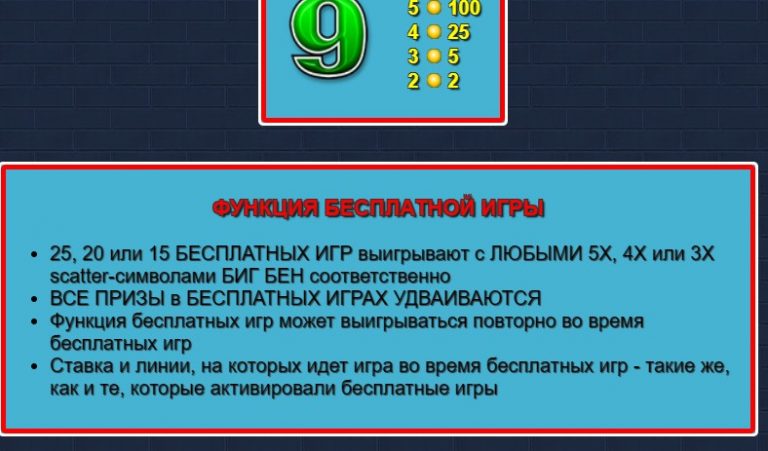 9
5 100
4 25
3 5
2 2
ФУНКЦИЯ БЕСПЛАТНОЙ ИГРЫ
• 25, 20 или 15 БЕСПЛАТНЫХ ИГР выигрывают с ЛЮБЫМИ 5X, 4X или 3X
scatter-символами БИГ БЕН соответственно
• ВСЕ ПРИЗЫ в БЕСПЛАТНЫХ ИГРАХ УДВАИВАЮТСЯ
• Функция бесплатных игр может выигрываться повторно во время
бесплатных игр
• Ставка и линии, на которых идет игра во время бесплатных игр - такие же,
как и те, которые активировали бесплатные игры